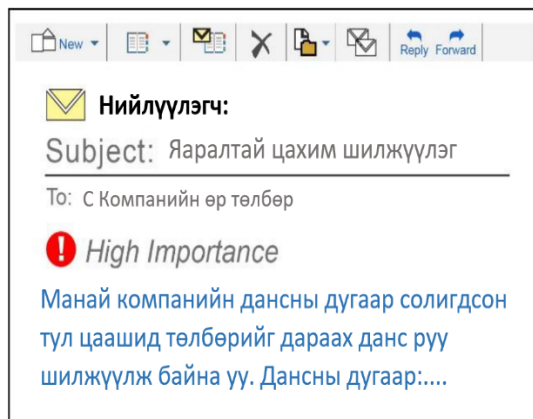 New
Reply Forward
Нийлүүлэгч:
Subject: Яаралтай цахим шилжүүлэг
To: С Компанийн өр төлбөр
! High Importance
Манай компанийн дансны дугаар солигдсон
тул цаашид төлбөрийг дараах данс руу
шилжүүлж байна уу. Дансны дугаар:....